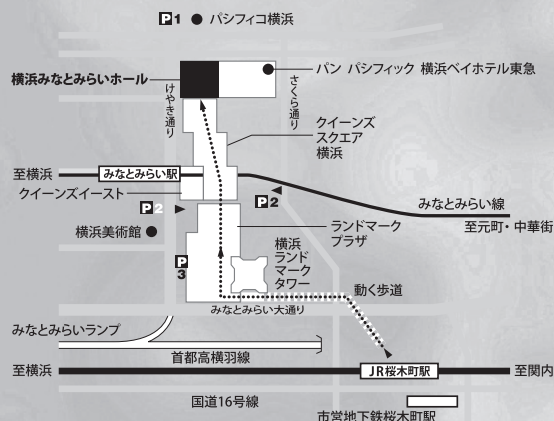 P1 ● パシフィコ横浜
横浜みなとみらいホール
パン パシフィック 横浜ベイホテル東急
けやき通り
さくら通り
クイーンズ
スクエア
横浜
至横浜
みなとみらい駅
クイーンズイースト
P2
P2
みなとみらい線
至元町・中華街
横浜美術館 ●
ランドマーク
プラザ
P
3
横浜
ランド
マーク
タワー
動く歩道
みなとみらい大通り
みなとみらいランプ
首都高横羽線
至横浜
JR桜木町駅
至関内
国道16号線
市営地下鉄桜木町駅